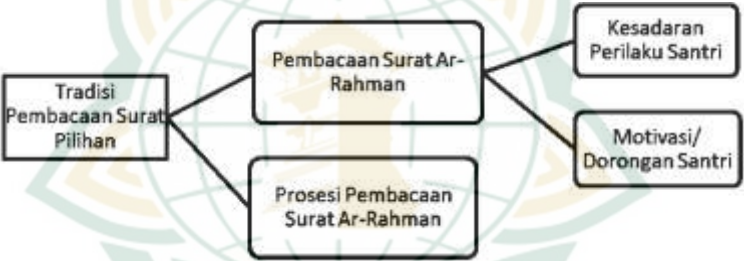 Tradisi
Pembacaan Surat
Pilihan
Pembacaan Surat Ar-
Rahman
Prosesi Pembacaan
Surat Ar-Rahman
Kesadaran
Perilaku Santri
Motivasi/
Dorongan Santri